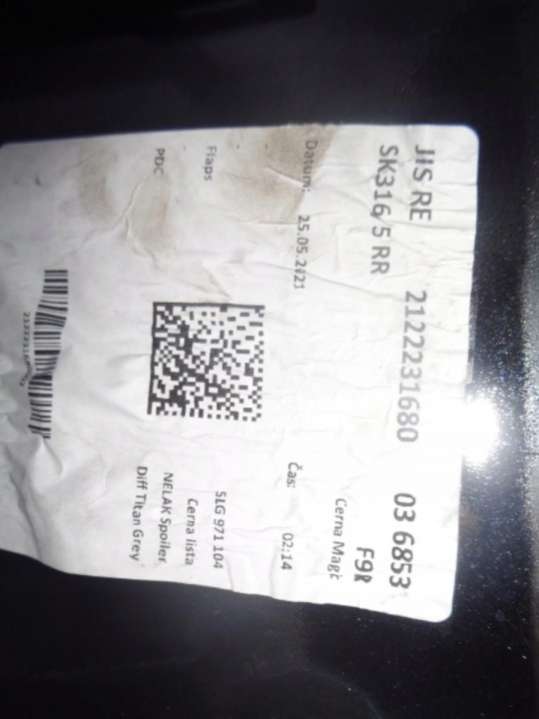 JIS RE 2122231680 03 6853
SK316/5 RR F9R
Cerna Magi
Datum: 25.05.2021 Čas: 02:14
-
Flaps 5LG 971 104
- Cerna lista
PDC NELAK Spoiler
Diff Titan Grey